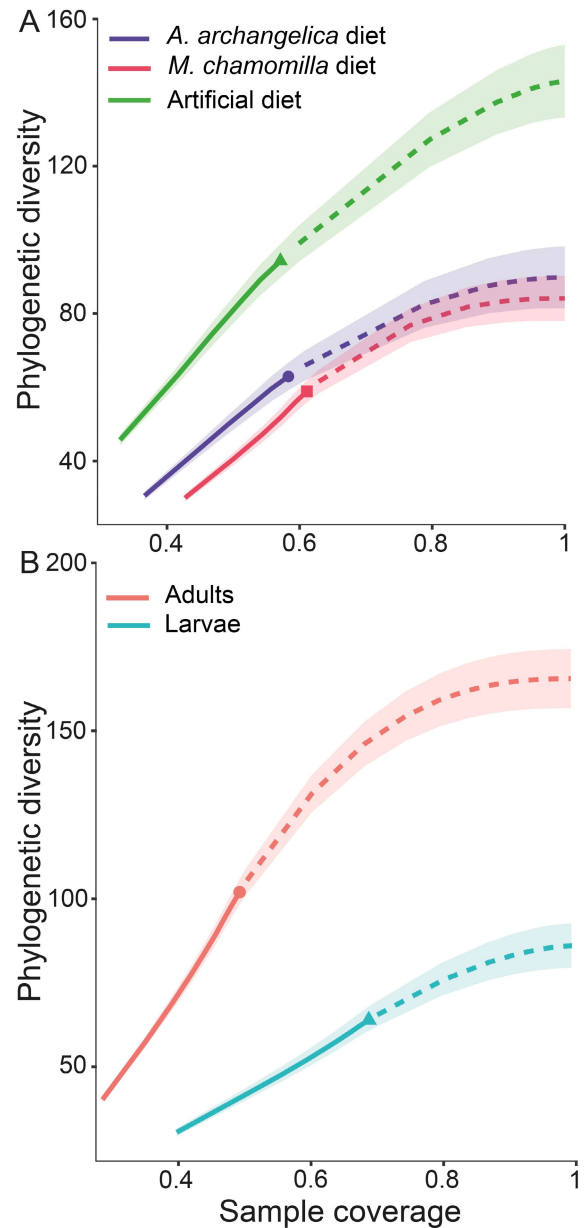 A
160
120
80
40
Phylogenetic diversity
A. archangelica diet
M. chamomilla diet
Artificial diet
0.4 0.6 0.8 1
B
200
150
100
50
Phylogenetic diversity
Adults
Larvae
0.4 0.6 0.8 1
Sample coverage